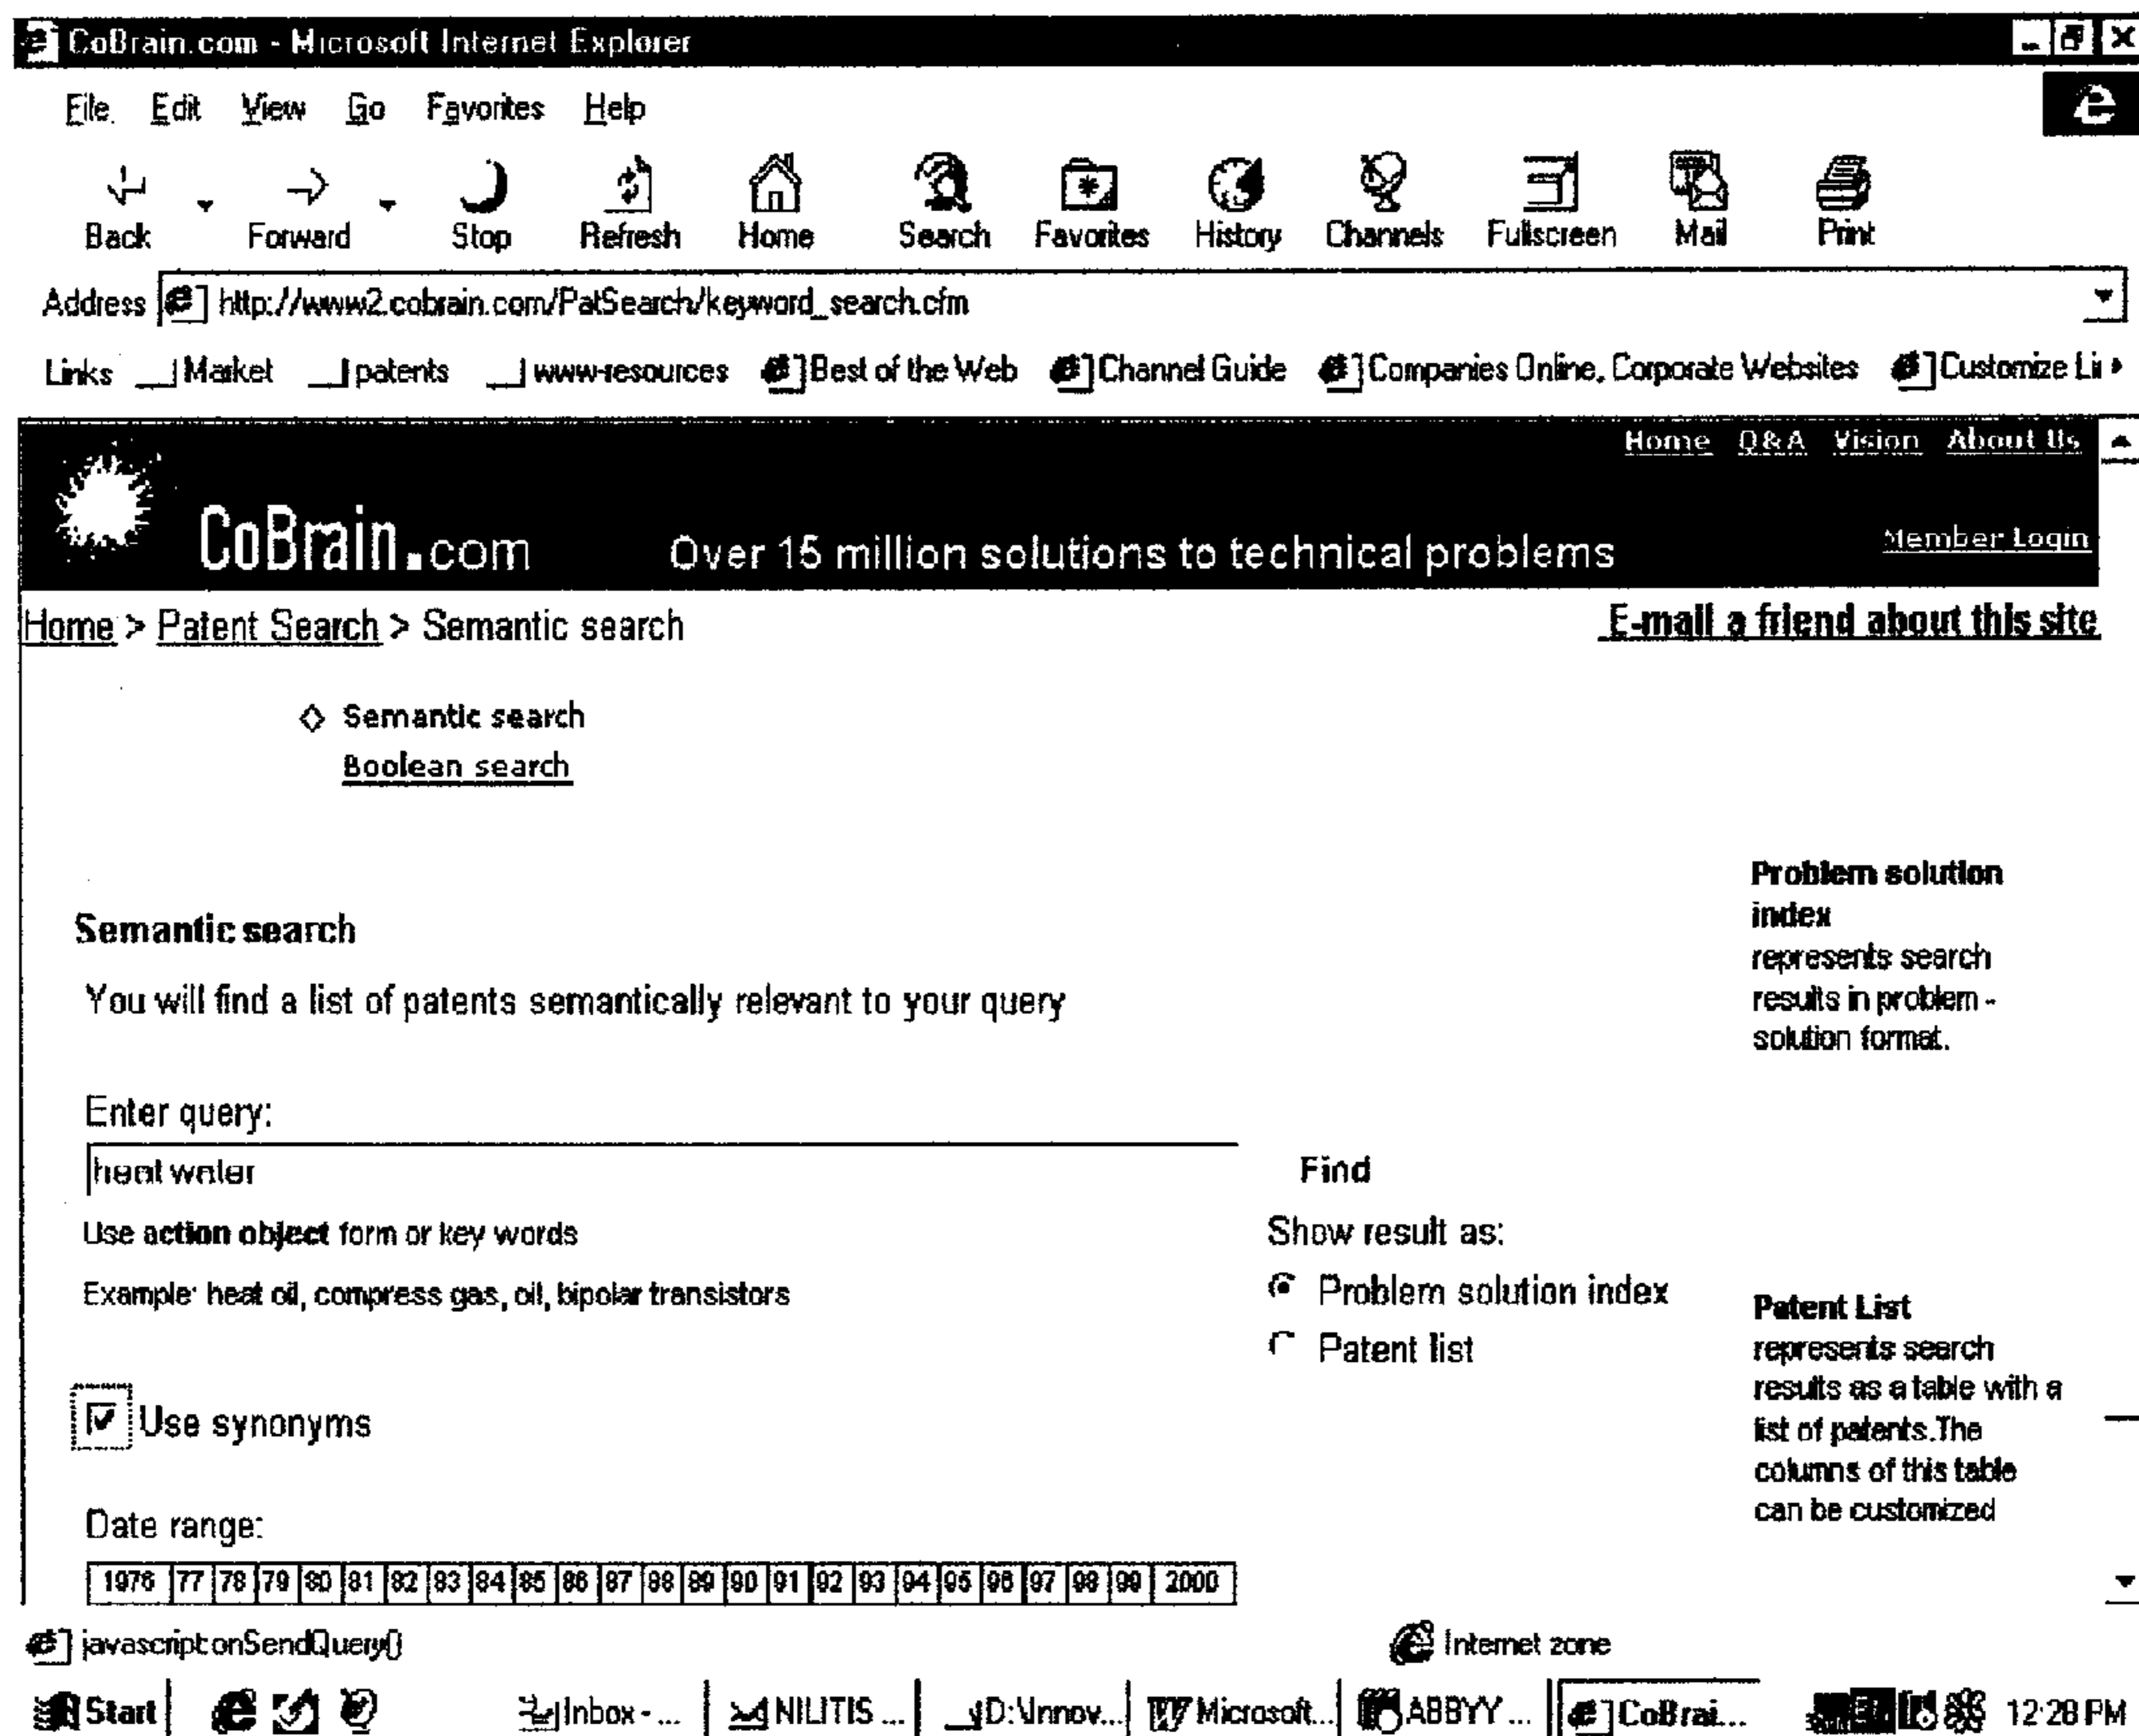 CoBrain.com - Microsoft Internet Explorer
File Edit View Go Favorites Help
Back Forward Stop Refresh Home Search Favorites History Channels Fullscreen Mail Print
Address http://www2.cobrain.com/PatSearch/keyword_search.cfm
Links Market patents www-resources Best of the Web Channel Guide Companies Online, Corporate Websites Customize Li
Home Q&A Vision About Us
CoBrain.com Over 15 million solutions to technical problems Member Login
Home > Patent Search > Semantic search E-mail a friend about this site
◇ Semantic search
Boolean search
Problem solution
index
represents search
results in problem -
solution format.
Semantic search
You will find a list of patents semantically relevant to your query
Enter query:
heat water Find
Use action object form or key words
Example: heat oil, compress gas, oil, bipolar transistors
Show result as:
Problem solution index
Patent list
Patent List
represents search
results as a table with a
list of patents.The
columns of this table
can be customized
Use synonyms
Date range:
1976 77 78 79 80 81 82 83 84 85 86 87 88 89 90 91 92 93 94 95 96 97 98 99 2000
javascript:onSendQuery() Internet zone
Start Inbox - ... NILITIS ... D:\Innov... Microsoft... ABBYY ... CoBrai... 12:28 PM